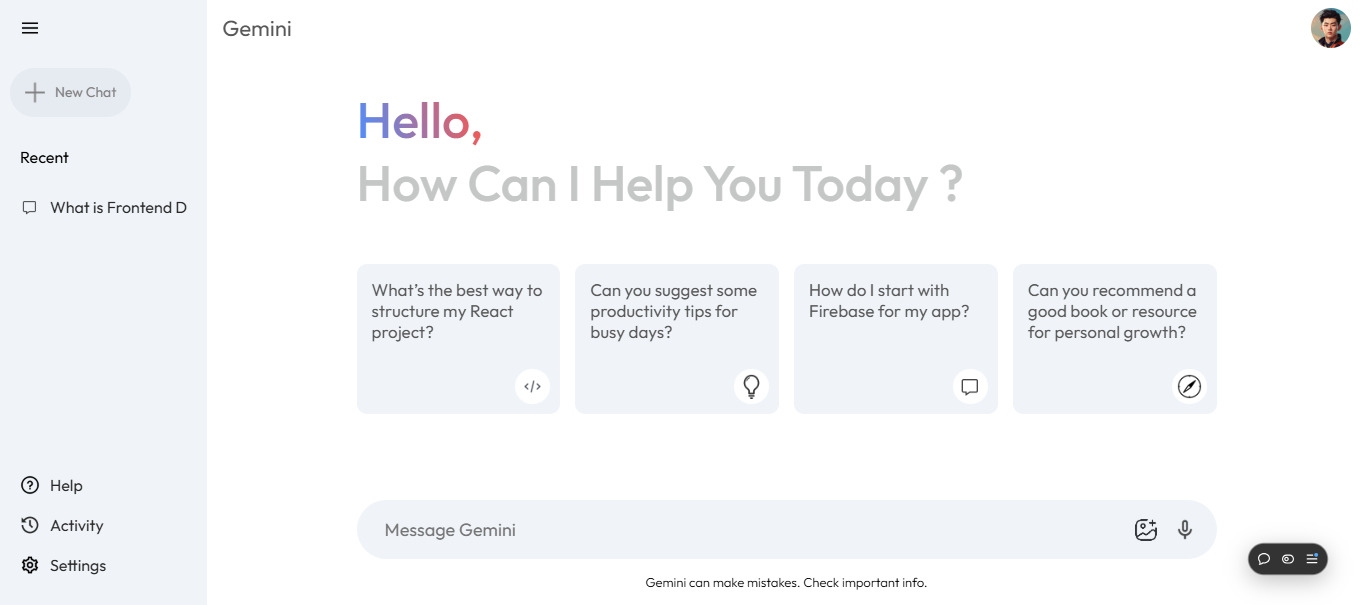 Gemini
New Chat
Recent
What is Frontend D
Help
Activity
Settings
Hello,
How Can I Help You Today ?
What's the best way to
structure my React
project?
Can you suggest some
productivity tips for
busy days?
How do I start with
Firebase for my app?
Can you recommend a
good book or resource
for personal growth?
Message Gemini
Gemini can make mistakes. Check important info.